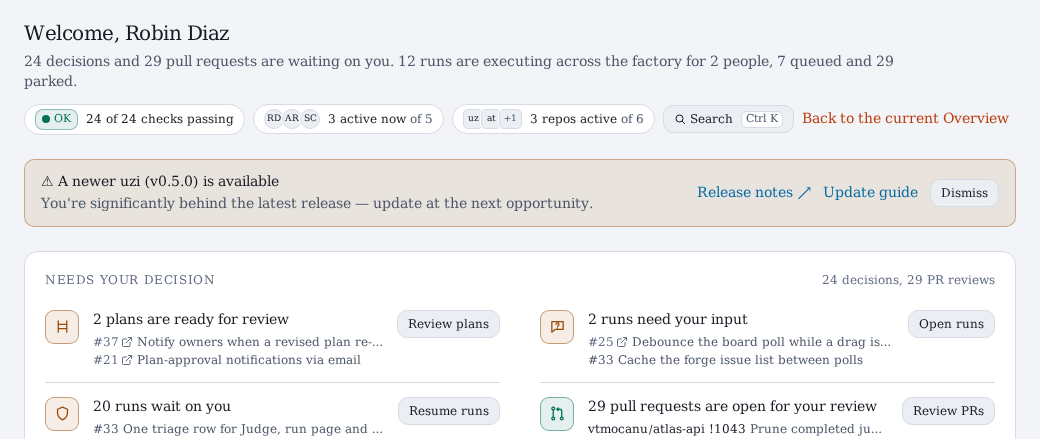 Welcome, Robin Diaz
24 decisions and 29 pull requests are waiting on you. 12 runs are executing across the factory for 2 people, 7 queued and 29
parked.
OK 24 of 24 checks passing
RD AR SC 3 active now of 5
uz at +1 3 repos active of 6
Search Ctrl K
Back to the current Overview
⚠ A newer uzi (v0.5.0) is available
You're significantly behind the latest release — update at the next opportunity.
Release notes ↗ Update guide Dismiss
NEEDS YOUR DECISION
24 decisions, 29 PR reviews
2 plans are ready for review
Review plans
#37 Notify owners when a revised plan re-...
#21 Plan-approval notifications via email
2 runs need your input
Open runs
#25 Debounce the board poll while a drag is...
#33 Cache the forge issue list between polls
20 runs wait on you
Resume runs
#33 One triage row for Judge, run page and ...
29 pull requests are open for your review
Review PRs
vtmocanu/atlas-api !1043 Prune completed ju...